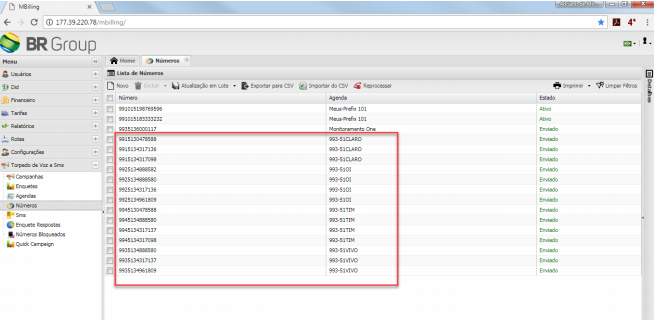 MBilling
177.39.220.78/mbilling/
4°
BR Group
Menu
Home
Números
Usuários
Did
Financeiro
Tarifas
Relatórios
Rotas
Configurações
Torpedo de Voz e Sms
Campanhas
Enquetes
Agendas
Números
Sms
Enquete Respostas
Números Bloqueados
Quick Campaign
Lista de Números
Novo Excluir Atualização em Lote Exportar para CSV Importar do CSV Reprocessar Imprimir Limpar Filtros
Detalhes
Número Agenda Estado
991015198769596 Meus-Prefix 101 Ativo
991015183333232 Meus-Prefix 101 Ativo
9935136000117 Monitoramento One Enviado
9915130478588 993-51CLARO Enviado
9915134317136 993-51CLARO Enviado
9915134317098 993-51CLARO Enviado
9925134888582 993-51OI Enviado
9925134888580 993-51OI Enviado
9925134317136 993-51OI Enviado
9925134961809 993-51OI Enviado
9945130478588 993-51TIM Enviado
9945134888580 993-51TIM Enviado
9945134317137 993-51TIM Enviado
9945134317098 993-51TIM Enviado
9935134888580 993-51VIVO Enviado
9935134317137 993-51VIVO Enviado
9935134961809 993-51VIVO Enviado